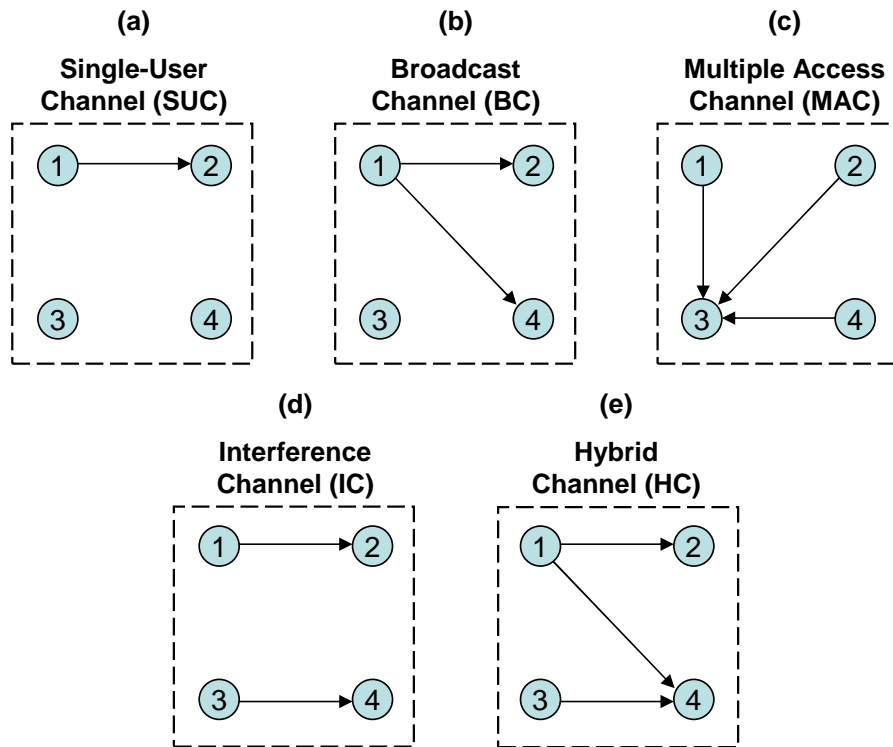 (a)
Single-User
Channel (SUC)
1
2
3
4
(b)
Broadcast
Channel (BC)
1
2
3
4
(c)
Multiple Access
Channel (MAC)
1
2
3
4
(d)
Interference
Channel (IC)
1
2
3
4
(e)
Hybrid
Channel (HC)
1
2
3
4